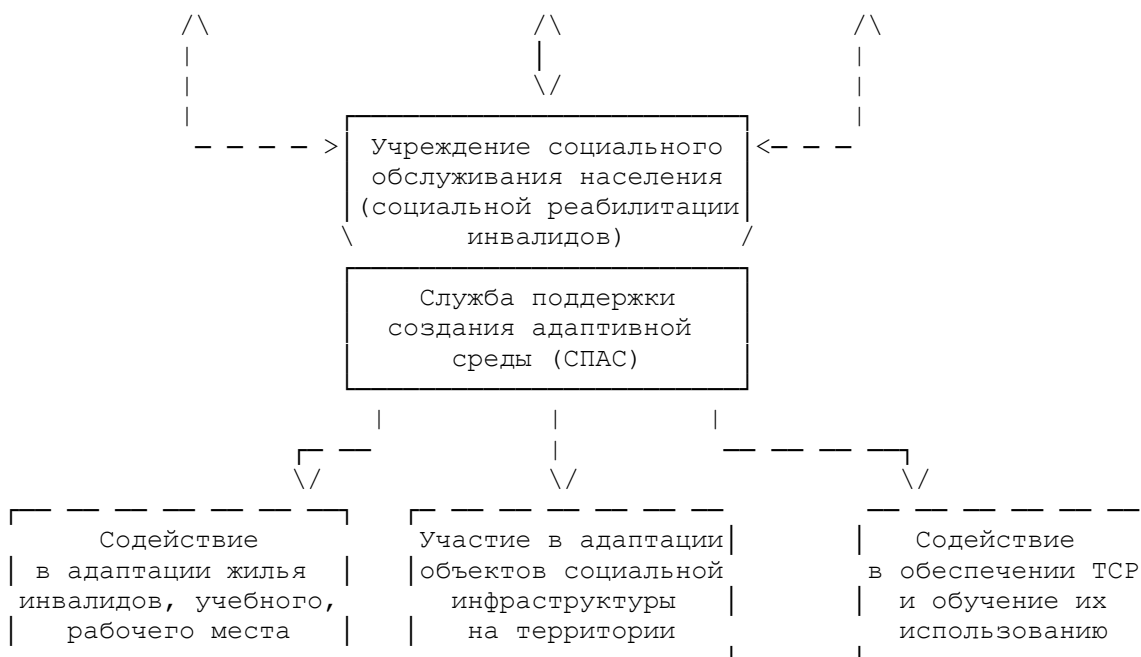 Учреждение социального
обслуживания населения
(социальной реабилитации
инвалидов)
Служба поддержки
создания адаптивной
среды (СПАС)
Содействие
в адаптации жилья
инвалидов, учебного,
рабочего места
Участие в адаптации
объектов социальной
инфраструктуры
на территории
Содействие
в обеспечении ТСР
и обучение их
использованию